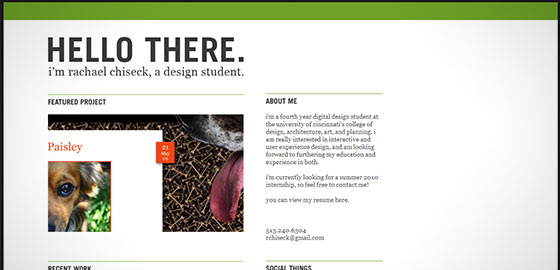 HELLO THERE.
i'm rachael chiseck, a design student.
FEATURED PROJECT
Paisley
21
May
09
ABOUT ME
i'm a fourth year digital design student at
the university of cincinnati's college of
design, architecture, art, and planning. i
am really interested in interactive and
user experience design, and am looking
forward to furthering my education and
experience in both.
i'm currently looking for a summer 2010
internship, so feel free to contact me!
you can view my resume here.
513.240.6304
rchiseck@gmail.com
RECENT WORK
SOCIAL THINGS